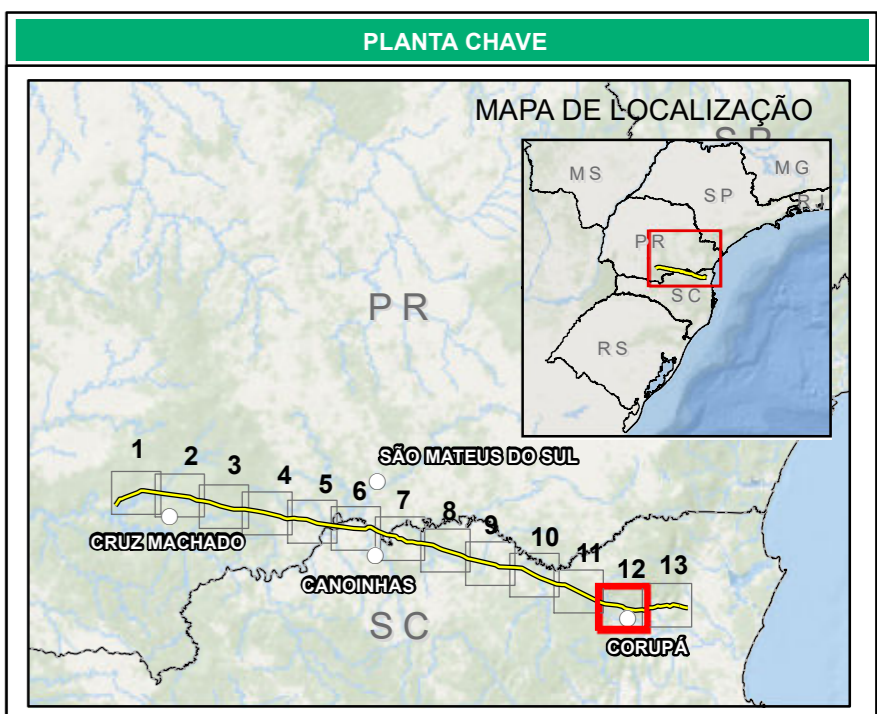 PLANTA CHAVE
MAPA DE LOCALIZAÇÃO
SP
MS
MG
SP
RJ
PR
SC
RS
PR
SÃO MATEUS DO SUL
1
2
3
4
5
6
7
8
9
10
11
12
13
CRUZ MACHADO
CANOINHAS
SC
CORUPÁ